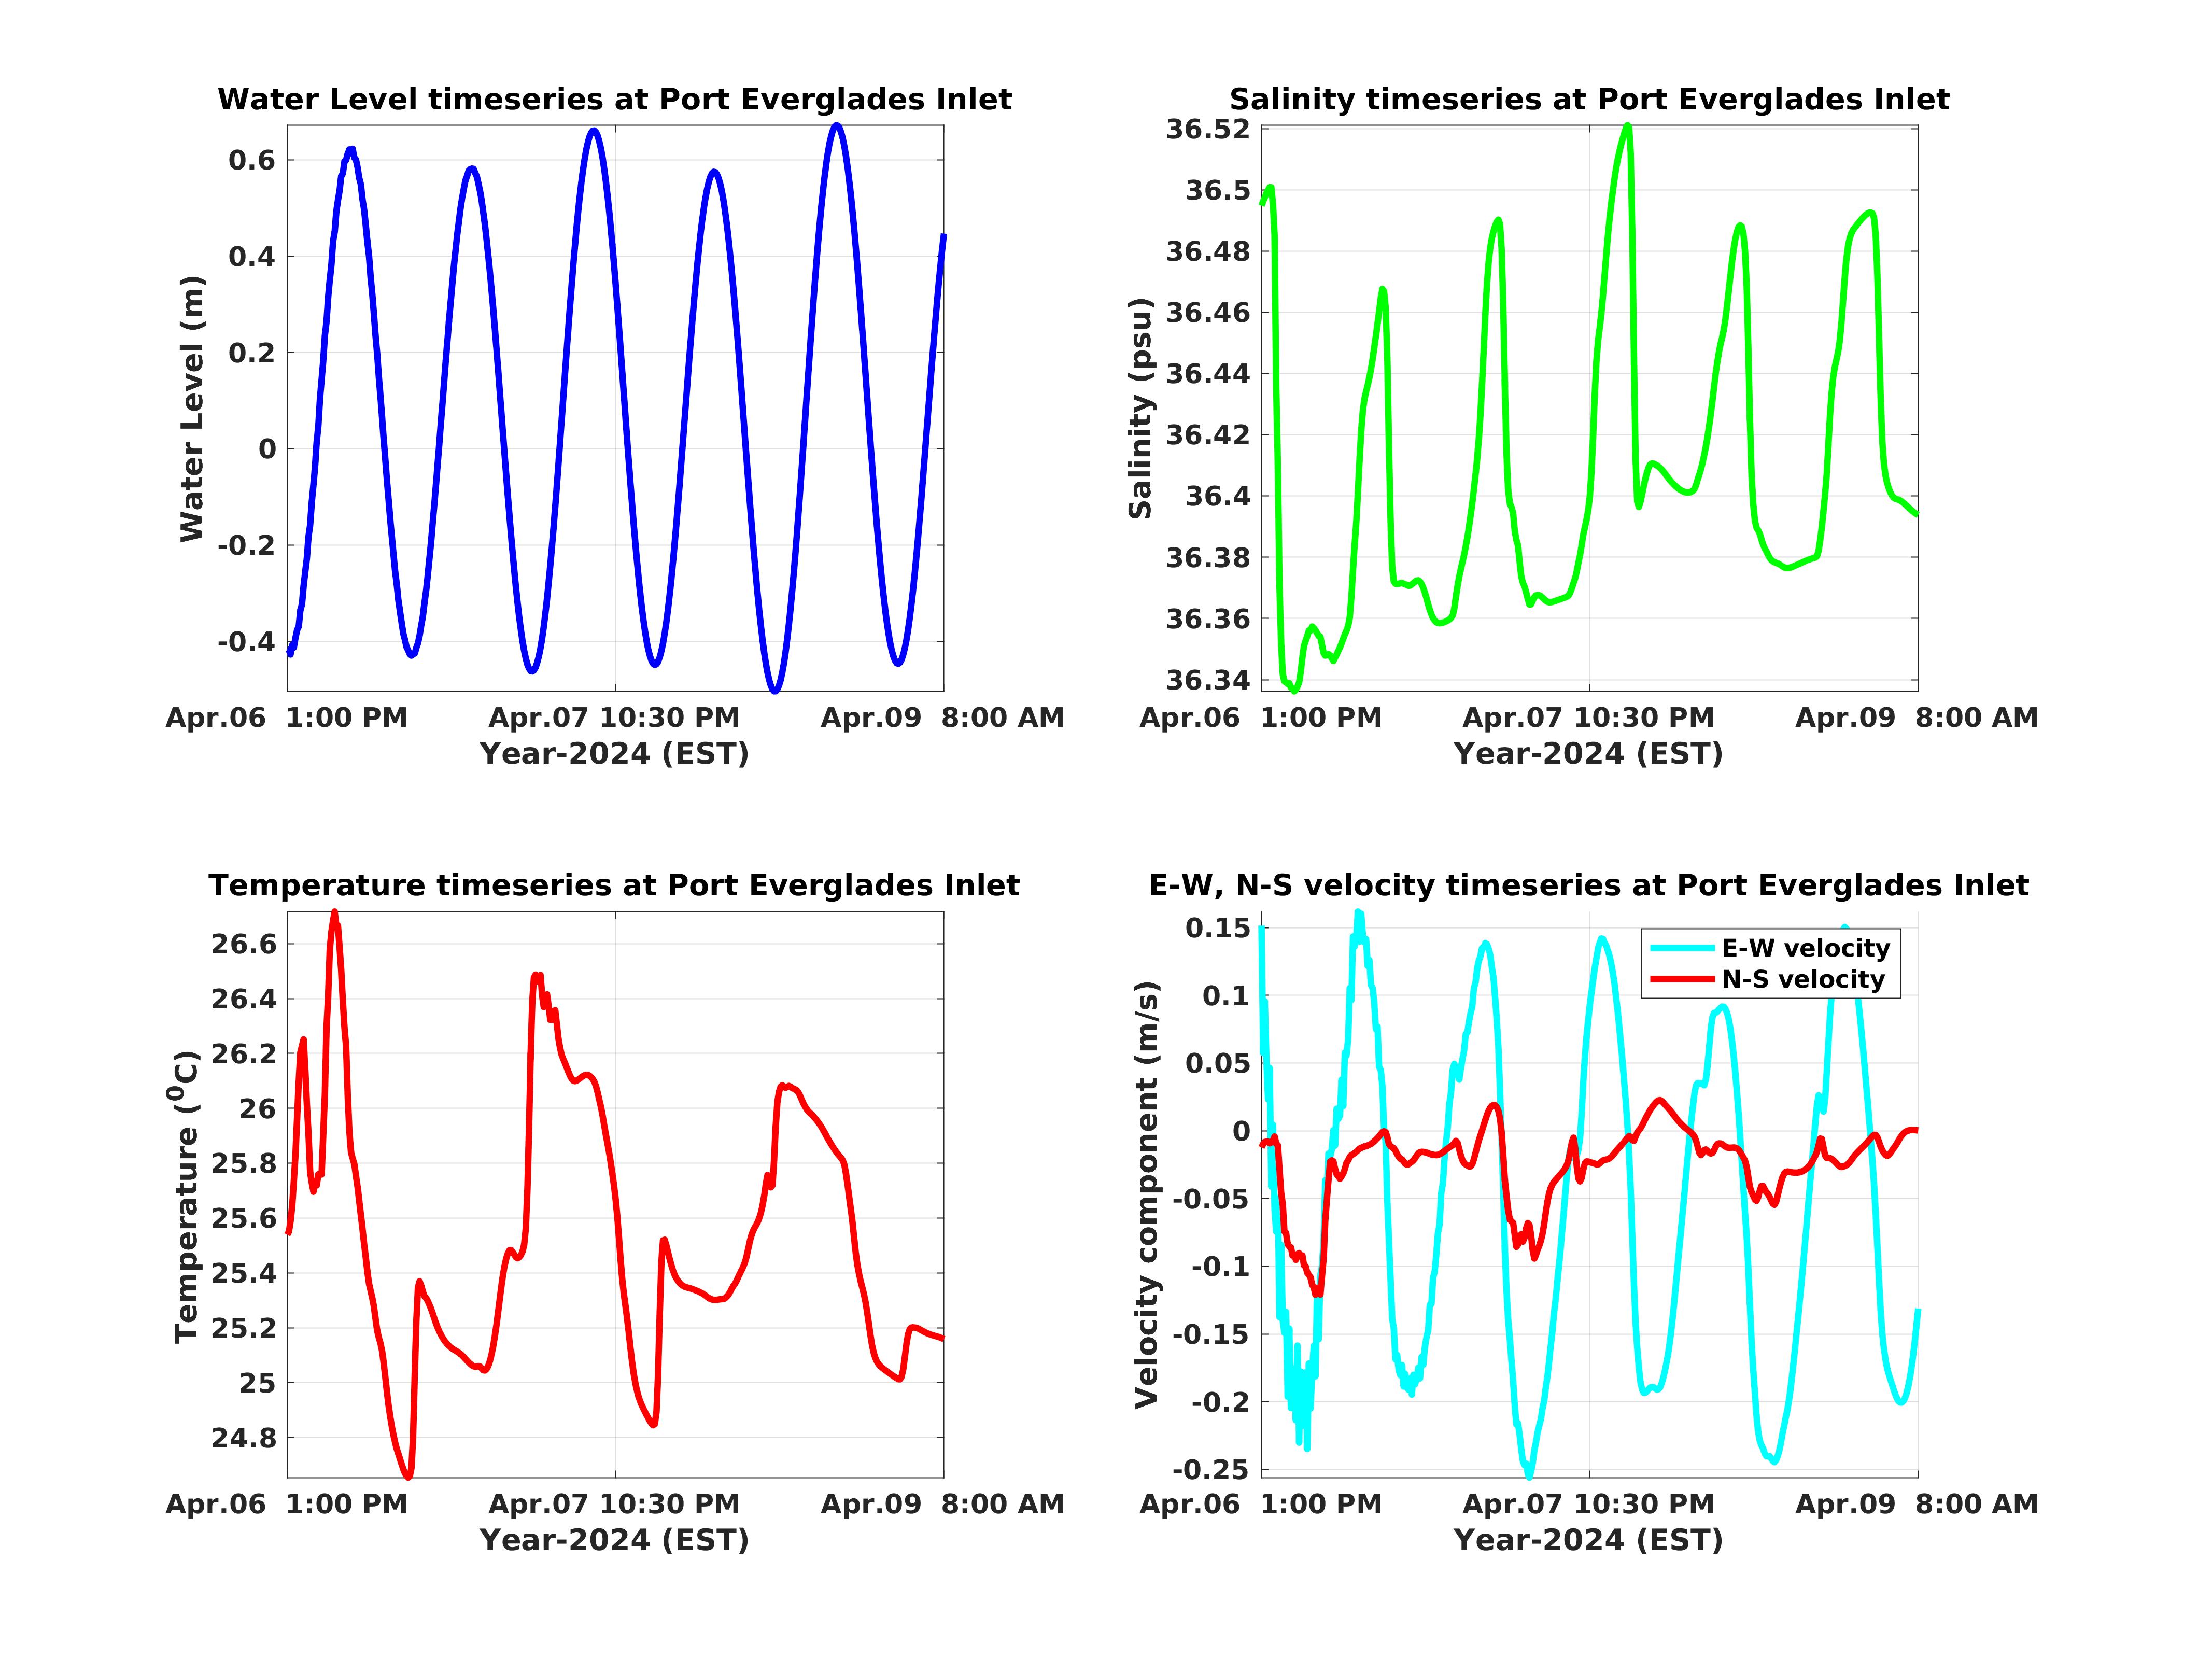 Water Level timeseries at Port Everglades Inlet
0.6
0.4
0.2
0
-0.2
-0.4
Water Level (m)
Apr.06 1:00 PM
Apr.07 10:30 PM
Apr.09 8:00 AM
Year-2024 (EST)
Salinity timeseries at Port Everglades Inlet
36.52
36.5
36.48
36.46
36.44
36.42
36.4
36.38
36.36
36.34
Salinity (psu)
Apr.06 1:00 PM
Apr.07 10:30 PM
Apr.09 8:00 AM
Year-2024 (EST)
Temperature timeseries at Port Everglades Inlet
26.6
26.4
26.2
26
25.8
25.6
25.4
25.2
25
24.8
Temperature (⁰C)
Apr.06 1:00 PM
Apr.07 10:30 PM
Apr.09 8:00 AM
Year-2024 (EST)
E-W, N-S velocity timeseries at Port Everglades Inlet
0.15
0.1
0.05
0
-0.05
-0.1
-0.15
-0.2
-0.25
Velocity component (m/s)
E-W velocity
N-S velocity
Apr.06 1:00 PM
Apr.07 10:30 PM
Apr.09 8:00 AM
Year-2024 (EST)